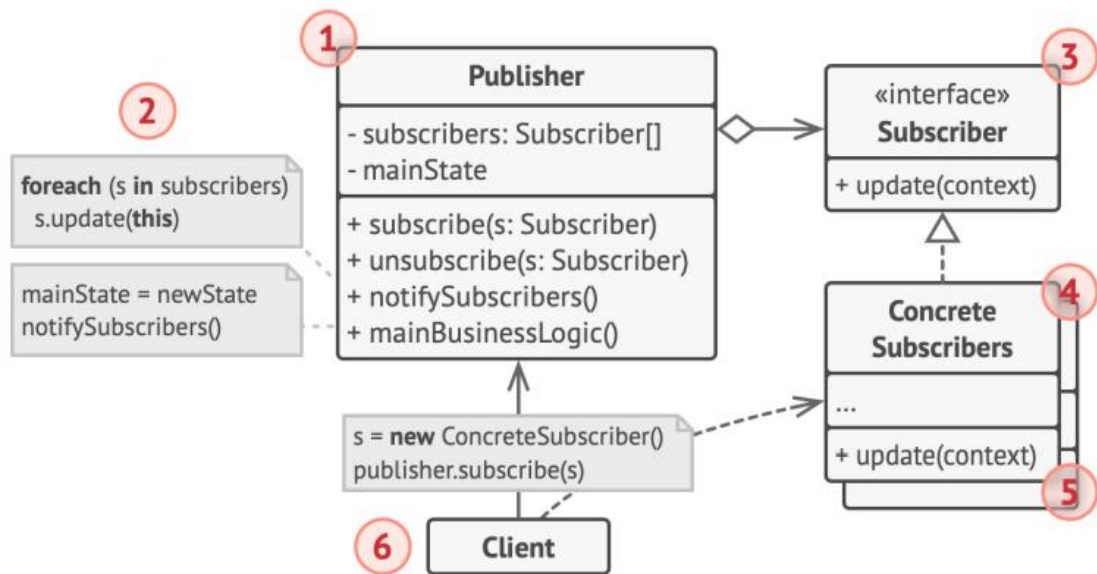 1
Publisher
- subscribers: Subscriber[]
- mainState
+ subscribe(s: Subscriber)
+ unsubscribe(s: Subscriber)
+ notifySubscribers()
+ mainBusinessLogic()
2
foreach (s in subscribers)
s.update(this)
mainState = newState
notifySubscribers()
3
«interface»
Subscriber
+ update(context)
4
Concrete
Subscribers
...
+ update(context)
5
s = new ConcreteSubscriber()
publisher.subscribe(s)
6
Client